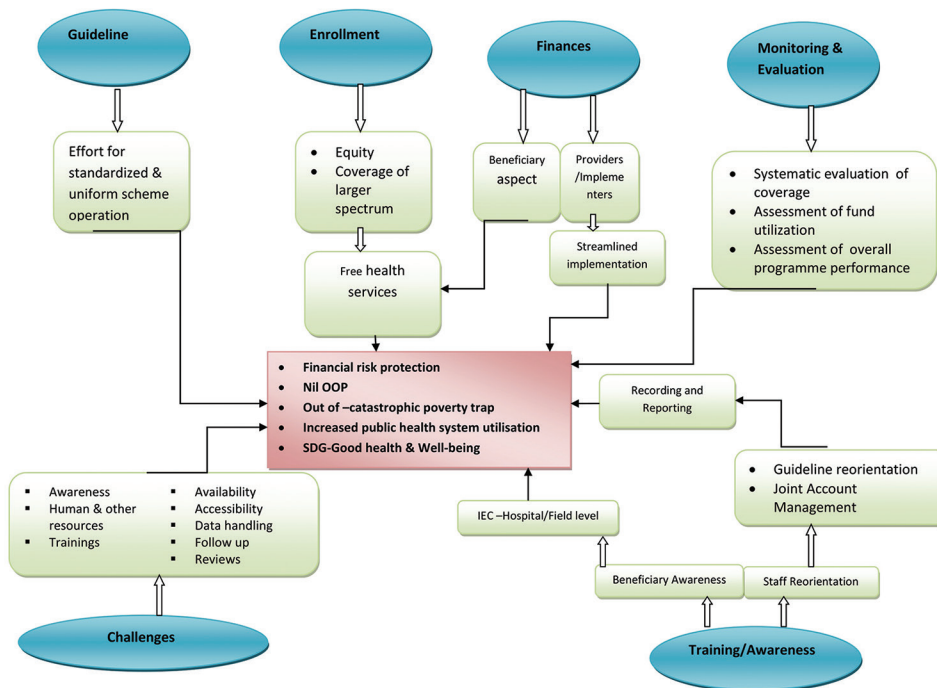 Guideline
Enrollment
Finances
Monitoring &
Evaluation
Effort for
standardized &
uniform scheme
operation
• Equity
• Coverage of
larger
spectrum
Beneficiary
aspect
Providers
/Impleme
nters
• Systematic evaluation of
coverage
• Assessment of fund
utilization
• Assessment of overall
programme performance
Free health
services
Streamlined
implementation
• Financial risk protection
• Nil OOP
• Out of –catastrophic poverty trap
• Increased public health system utilisation
• SDG-Good health & Well-being
Recording and
Reporting
▪ Awareness
▪ Human & other
resources
▪ Trainings
▪ Availability
▪ Accessibility
▪ Data handling
▪ Follow up
▪ Reviews
IEC –Hospital/Field level
• Guideline reorientation
• Joint Account
Management
Beneficiary Awareness
Staff Reorientation
Challenges
Training/Awareness